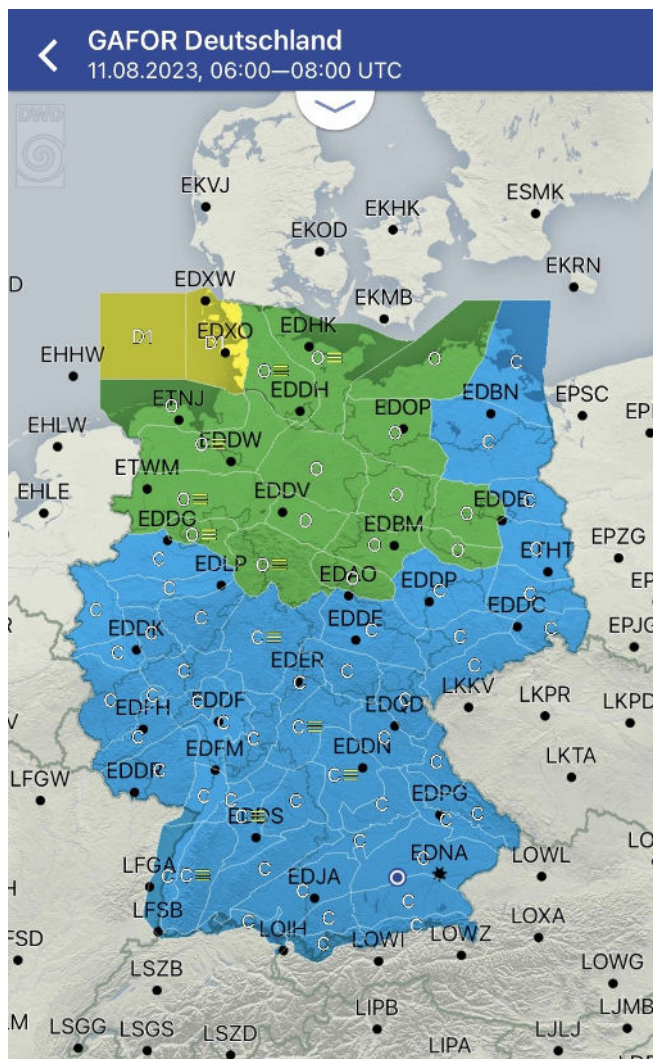 GAFOR Deutschland
11.08.2023, 06:00—08:00 UTC
DWD
EKVJ
EKHK
ESMK
EKOD
D
EKRN
EDXW
EKMB
D1
EDXO
D1
EDHK
O
O
O
C
EHHW
ETNJ
O
EDDH
EDBN
EPSC
EP
EHLW
O
EDDW
EDOP
O
C
ETWM
O
EHLE
O
EDDV
O
O
EDDB
C
O
EDDG
O
EDBM
O
O
EPZG
C
EDLP
O
EDAO
O
EDDP
C
ETHT
C
EP
C
C
C
EDDK
C
C
C
C
EDDE
C
C
EDDC
C
EPJG
R
C
EDER
C
C
C
LKKV
LKPR
LKPD
C
C
C
EDFH
EDDF
C
C
EDQD
C
V
C
C
EDFM
EDDN
C
C
C
LKTA
LFGW
EDDR
C
C
C
C
EDDS
C
C
C
EDPG
C
C
LO
LFGA
C
C
C
C
EDNA
LOWL
H
LFSB
C
EDJA
C
C
C
LOXA
FSD
LOIH
C
LOWI
LOWZ
LSZB
LOWG
LM
LIPB
LJMB
LSGG
LSGS
LSZD
LIPA
LJLJ